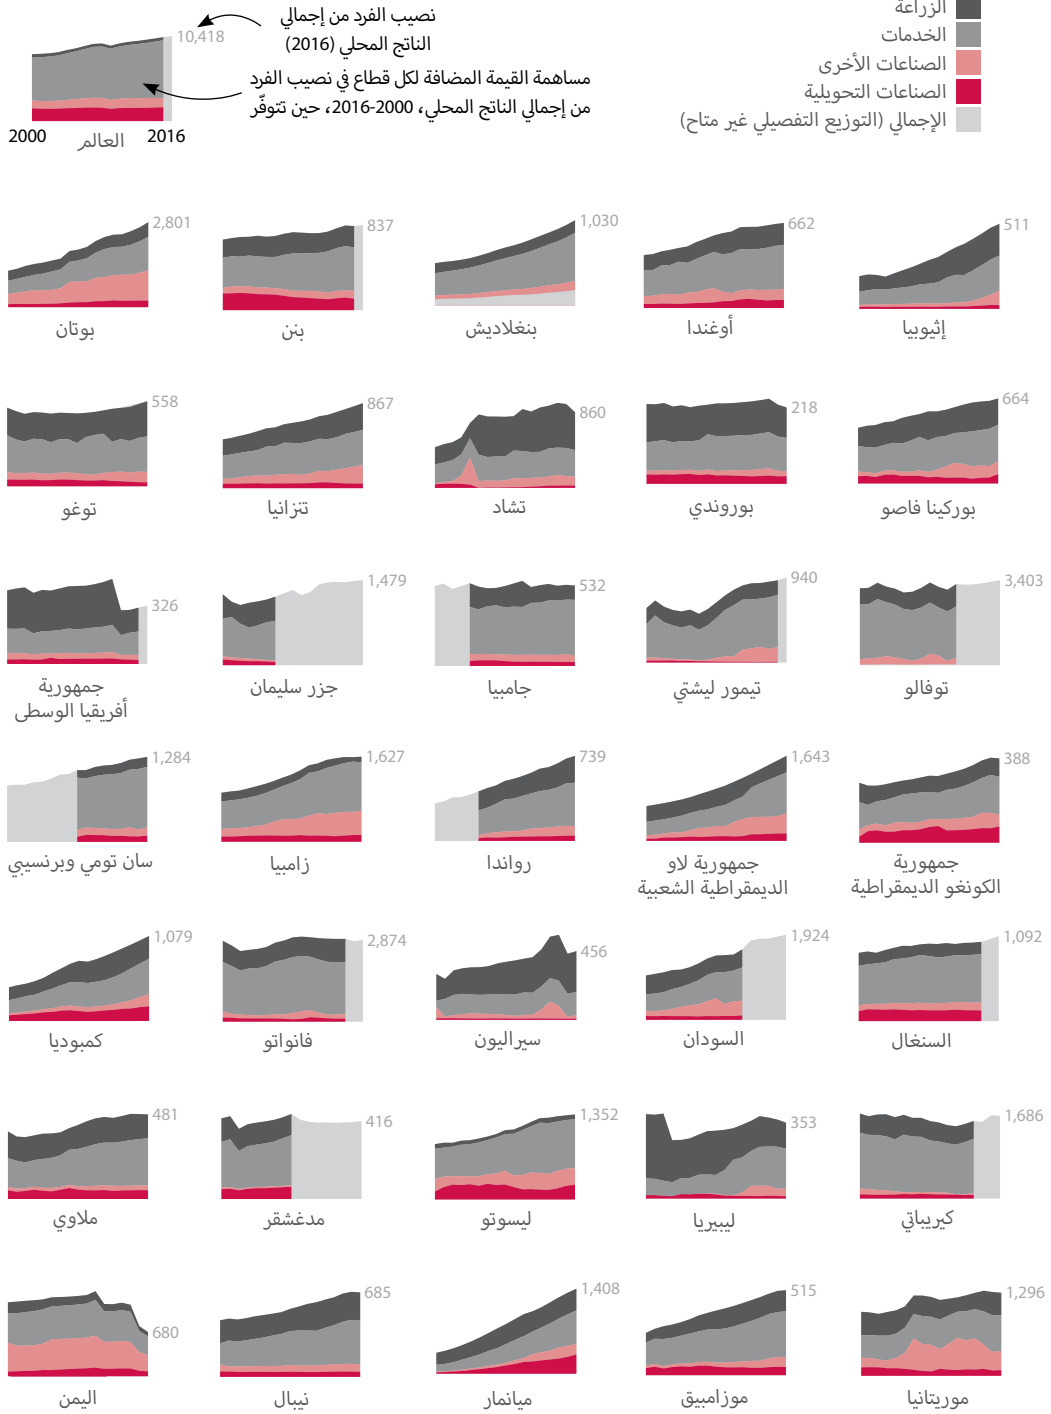 الزراعة
الخدمات
الصناعات الأخرى
الصناعات التحويلية
الإجمالي (التوزيع التفصيلي غير متاح)
نصيب الفرد من إجمالي
الناتج المحلي (2016)
10,418
مساهمة القيمة المضافة لكل قطاع في نصيب الفرد
من إجمالي الناتج المحلي، 2000-2016، حين تتوفّر
2000 العالم 2016
511 662 1,030 837 2,801
إثيوبيا أوغندا بنغلاديش بنن بوتان
664 218 860 867 558
بوركينا فاصو بوروندي تشاد تنزانيا توغو
3,403 940 532 1,479 326
توفالو تيمور ليشتي جامبيا جزر سليمان جمهورية
أفريقيا الوسطى
388 1,643 739 1,627 1,284
جمهورية جمهورية لاو رواندا زامبيا سان تومي وبرنسيبي
الكونغو الديمقراطية الديمقراطية الشعبية
1,092 1,924 456 2,874 1,079
السنغال السودان سيراليون فانواتو كمبوديا
1,686 353 1,352 416 481
كيريباتي ليبيريا ليسوتو مدغشقر ملاوي
1,296 515 1,408 685 680
موريتانيا موزامبيق ميانمار نيبال اليمن